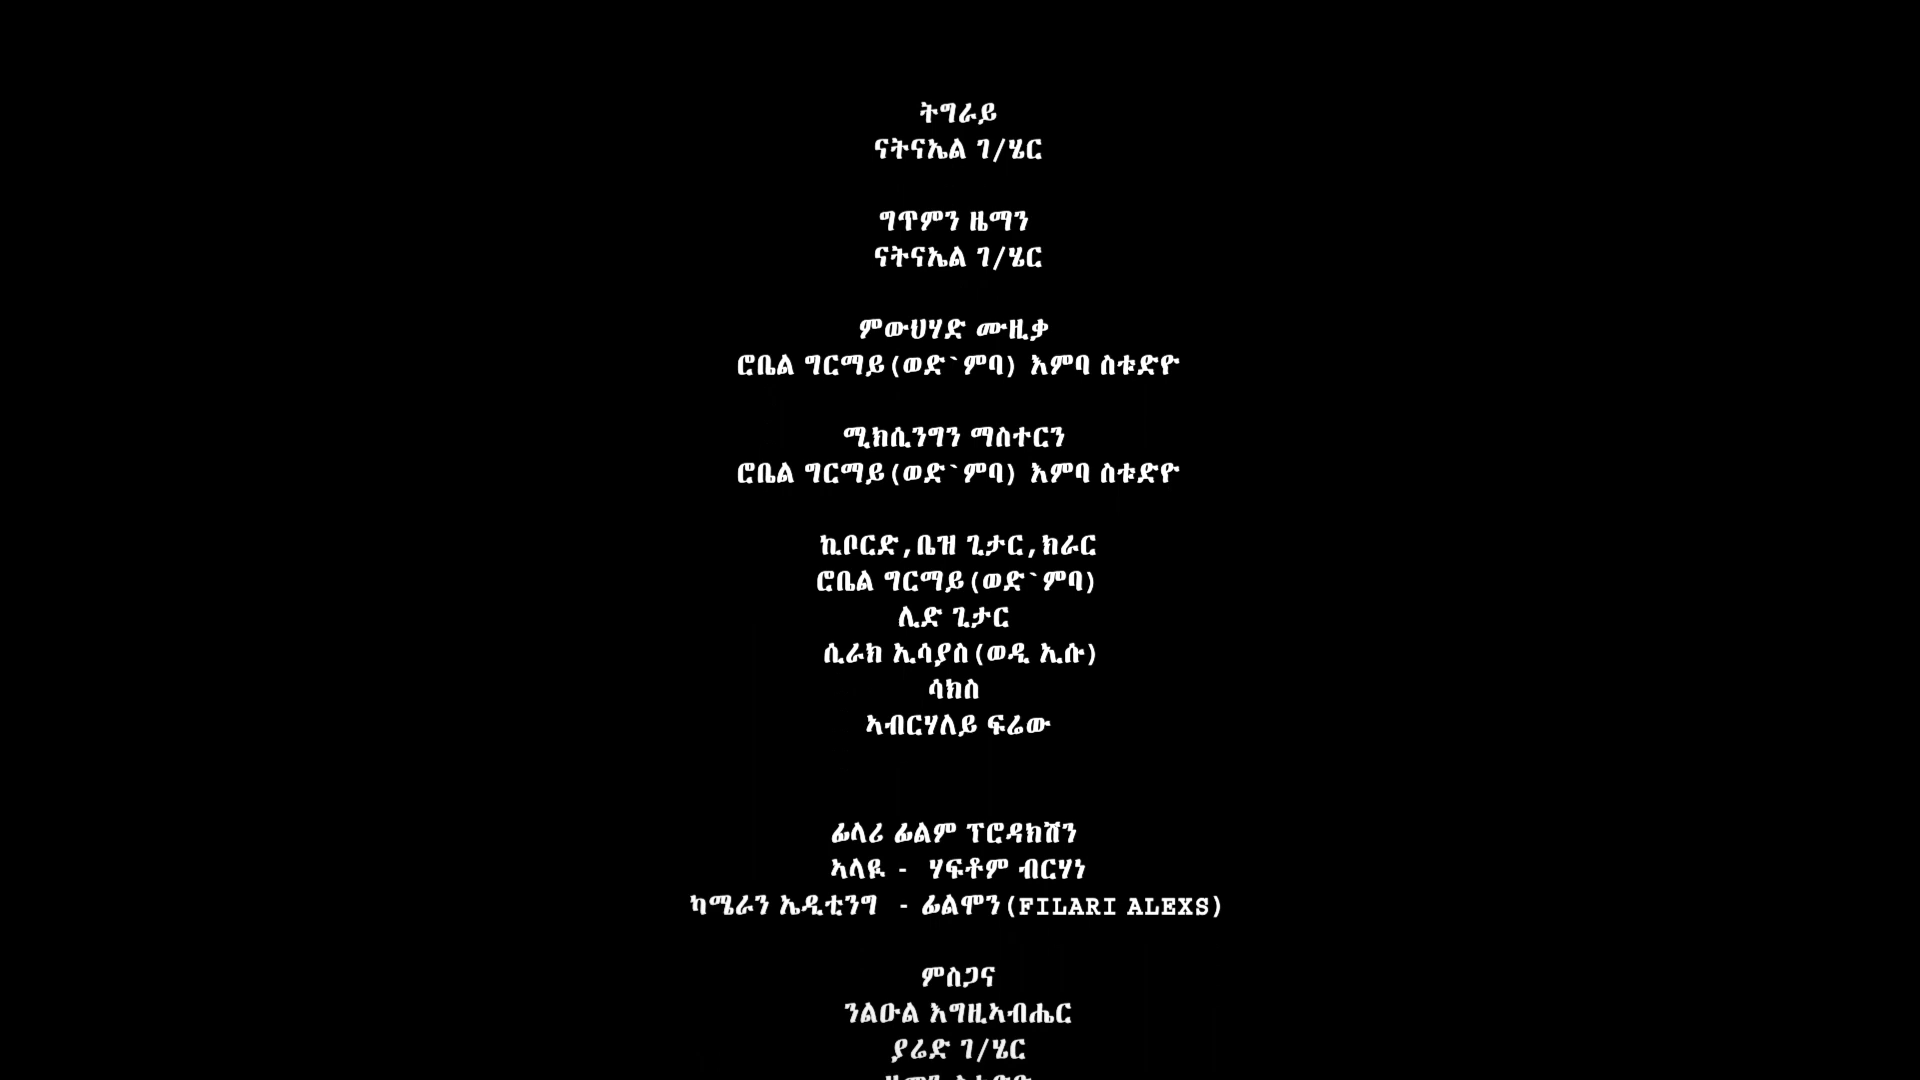 ትግራይ
ናትናኤል ገ/ሄር
ግጥምን ዜማን
ናትናኤል ገ/ሄር
ምውህሃድ ሙዚቃ
ሮቤል ግርማይ(ወድ`ምባ) እምባ ስቱድዮ
ሚክሲንግን ማስተርን
ሮቤል ግርማይ(ወድ`ምባ) እምባ ስቱድዮ
ኪቦርድ,ቤዝ ጊታር,ክራር
ሮቤል ግርማይ(ወድ`ምባ)
ሊድ ጊታር
ሲራክ ኢሳያስ(ወዲ ኢሱ)
ሳክስ
ኣብርሃለይ ፍሬው
ፊላሪ ፊልም ፕሮዳክሽን
ኣላዪ - ሃፍቶም ብርሃነ
ካሜራን ኤዲቲንግ - ፊልሞን(FILARI ALEXS)
ምስጋና
ንልዑል እግዚኣብሔር
ያሬድ ገ/ሄር